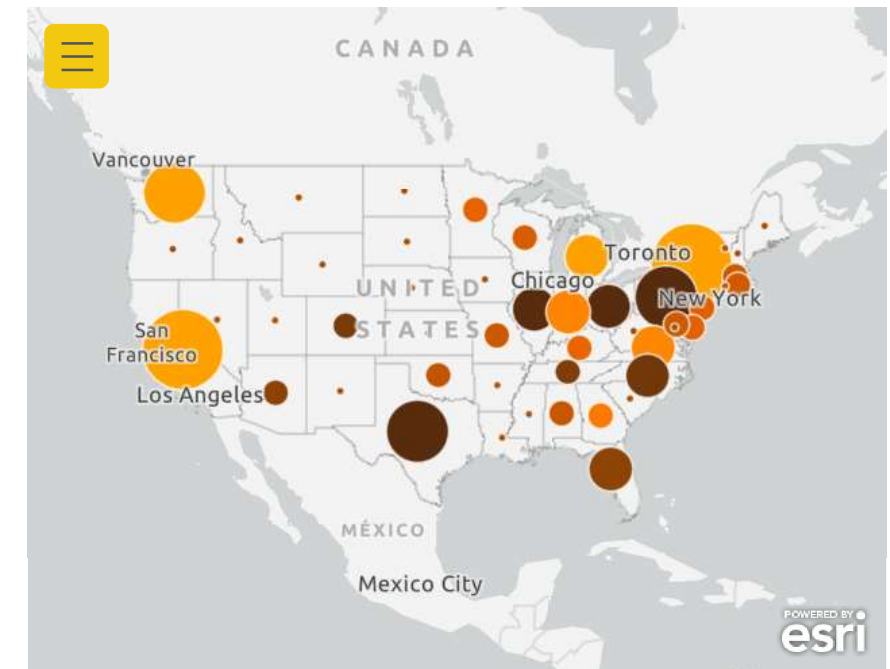 CANADA
Vancouver
Toronto
Chicago
UNITED
New York
STATES
San
Francisco
Los Angeles
MÉXICO
Mexico City
POWERED BY
esri